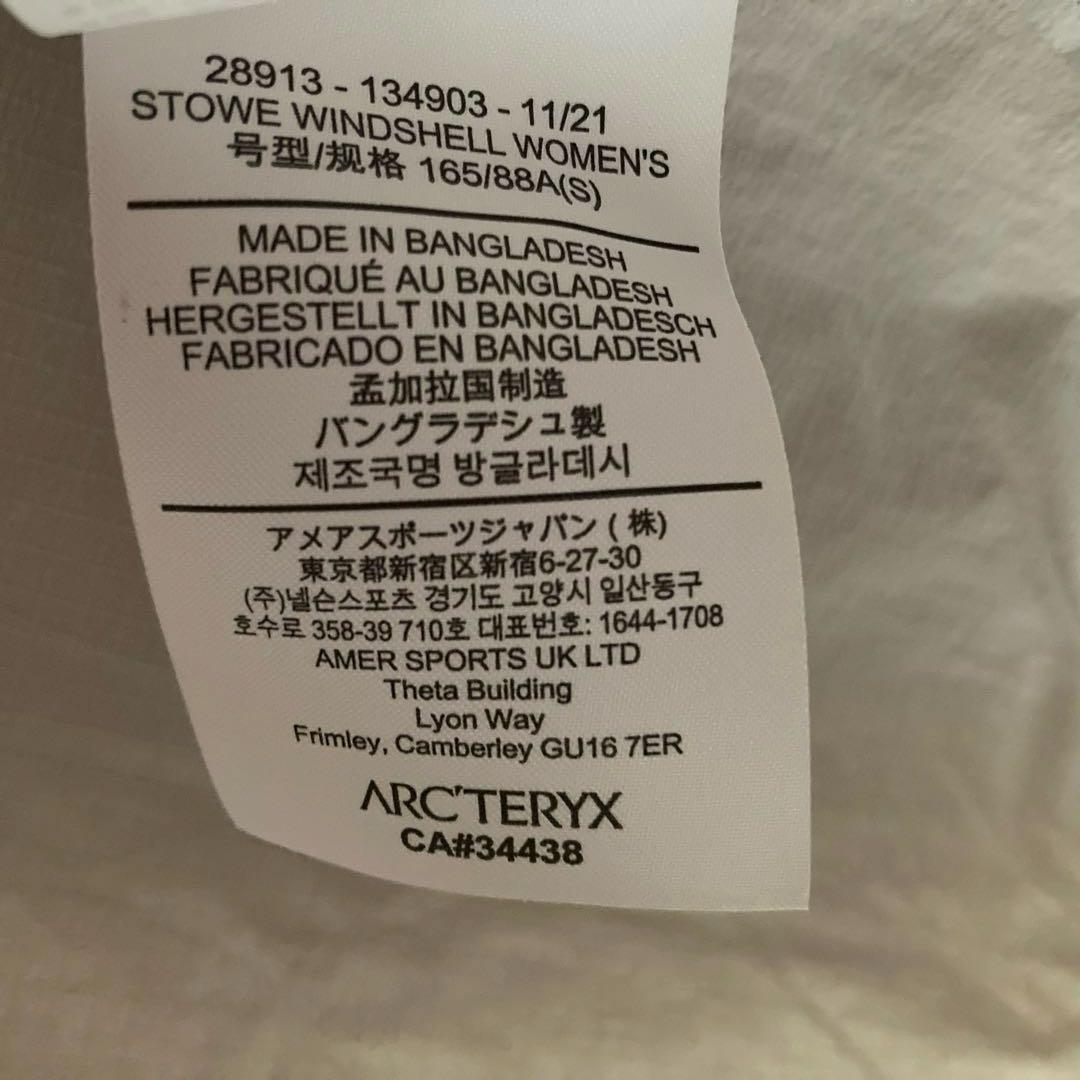 28913 - 134903 - 11/21
STOWE WINDSHELL WOMEN'S
号型/规格 165/88A(S)
MADE IN BANGLADESH
FABRIQUÉ AU BANGLADESH
HERGESTELLT IN BANGLADESCH
FABRICADO EN BANGLADESH
孟加拉国制造
バングラデシュ製
제조국명 방글라데시
アメアスポーツジャパン ( 株)
東京都新宿区新宿6-27-30
(주)넬슨스포츠 경기도 고양시 일산동구
호수로 358-39 710호 대표번호: 1644-1708
AMER SPORTS UK LTD
Theta Building
Lyon Way
Frimley, Camberley GU16 7ER
ARC'TERYX
CA#34438